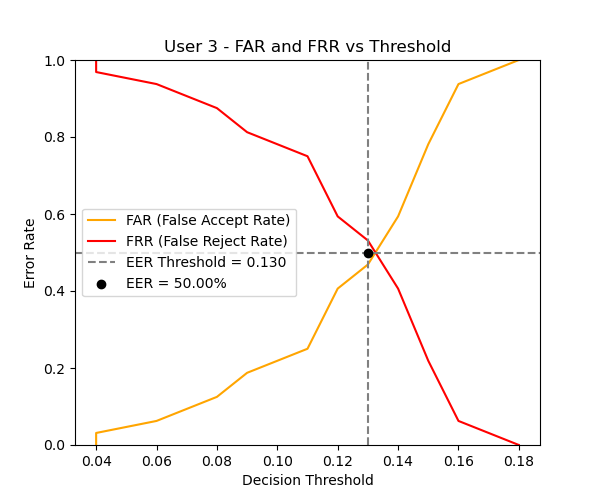 User 3 - FAR and FRR vs Threshold
Error Rate
1.0
0.8
0.6
0.4
0.2
0.0
FAR (False Accept Rate)
FRR (False Reject Rate)
EER Threshold = 0.130
EER = 50.00%
0.04 0.06 0.08 0.10 0.12 0.14 0.16 0.18
Decision Threshold